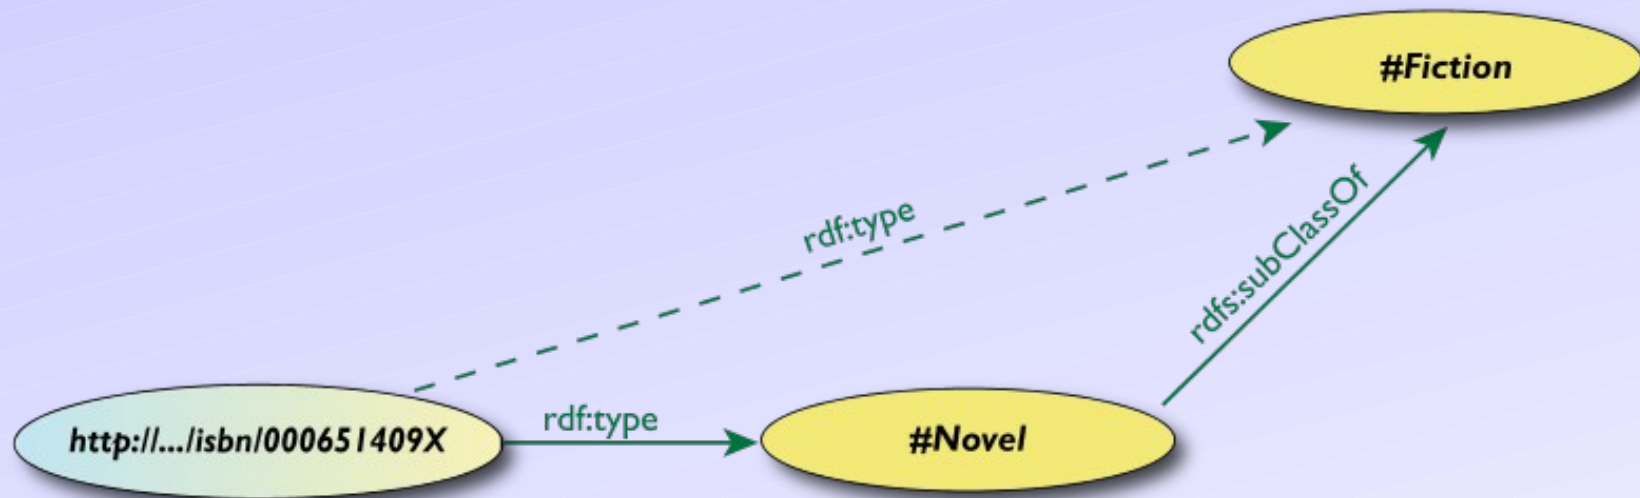 #Fiction
rdf:type
rdfs:subClassOf
http://.../isbn/000651409X
rdf:type
#Novel